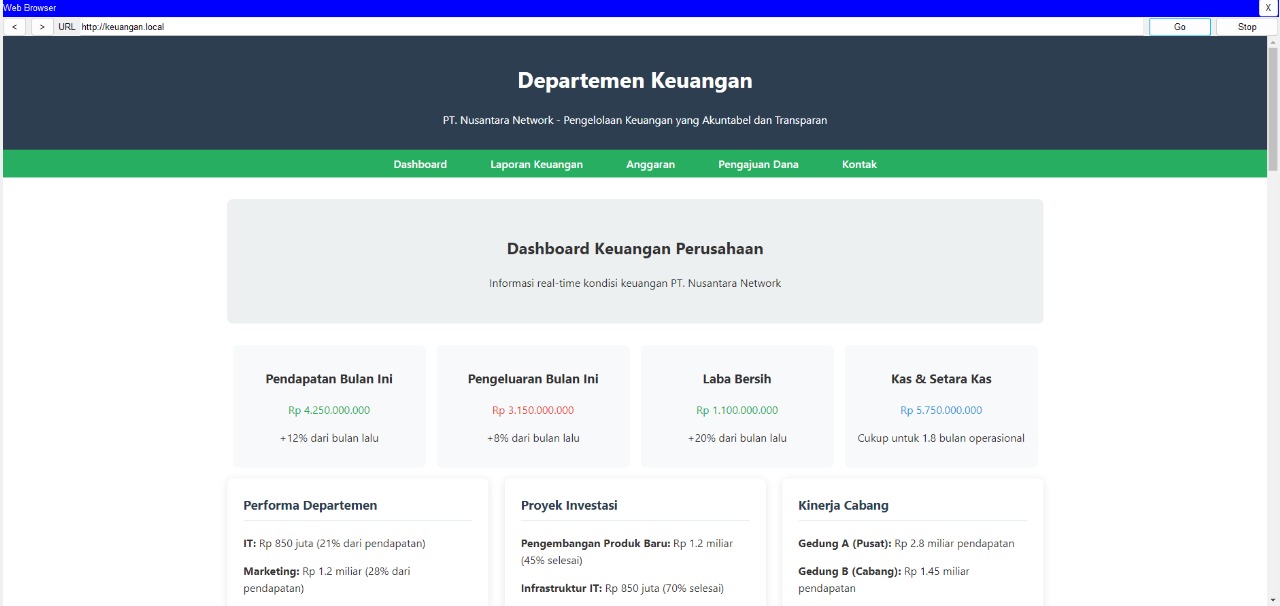 Web Browser
X
<
>
URL
http://keuangan.local
Go
Stop
Departemen Keuangan
PT. Nusantara Network - Pengelolaan Keuangan yang Akuntabel dan Transparan
Dashboard
Laporan Keuangan
Anggaran
Pengajuan Dana
Kontak
Dashboard Keuangan Perusahaan
Informasi real-time kondisi keuangan PT. Nusantara Network
Pendapatan Bulan Ini
Rp 4.250.000.000
+12% dari bulan lalu
Pengeluaran Bulan Ini
Rp 3.150.000.000
+8% dari bulan lalu
Laba Bersih
Rp 1.100.000.000
+20% dari bulan lalu
Kas & Setara Kas
Rp 5.750.000.000
Cukup untuk 1.8 bulan operasional
Performa Departemen
IT: Rp 850 juta (21% dari pendapatan)
Marketing: Rp 1.2 miliar (28% dari
pendapatan)
Proyek Investasi
Pengembangan Produk Baru: Rp 1.2 miliar
(45% selesai)
Infrastruktur IT: Rp 850 juta (70% selesai)
Kinerja Cabang
Gedung A (Pusat): Rp 2.8 miliar pendapatan
Gedung B (Cabang): Rp 1.45 miliar
pendapatan